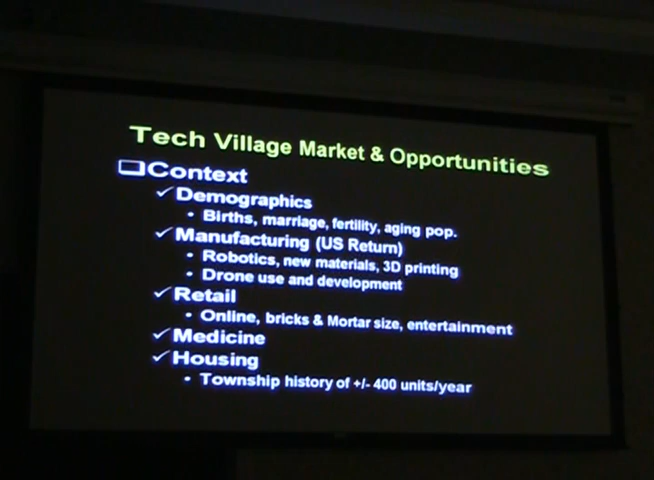 Tech Village Market & Opportunities
Context
Demographics
Births, marriage, fertility, aging pop.
Manufacturing (US Return)
Robotics, new materials, 3D printing
Drone use and development
Retail
Online, bricks & Mortar size, entertainment
Medicine
Housing
Township history of +/- 400 units/year